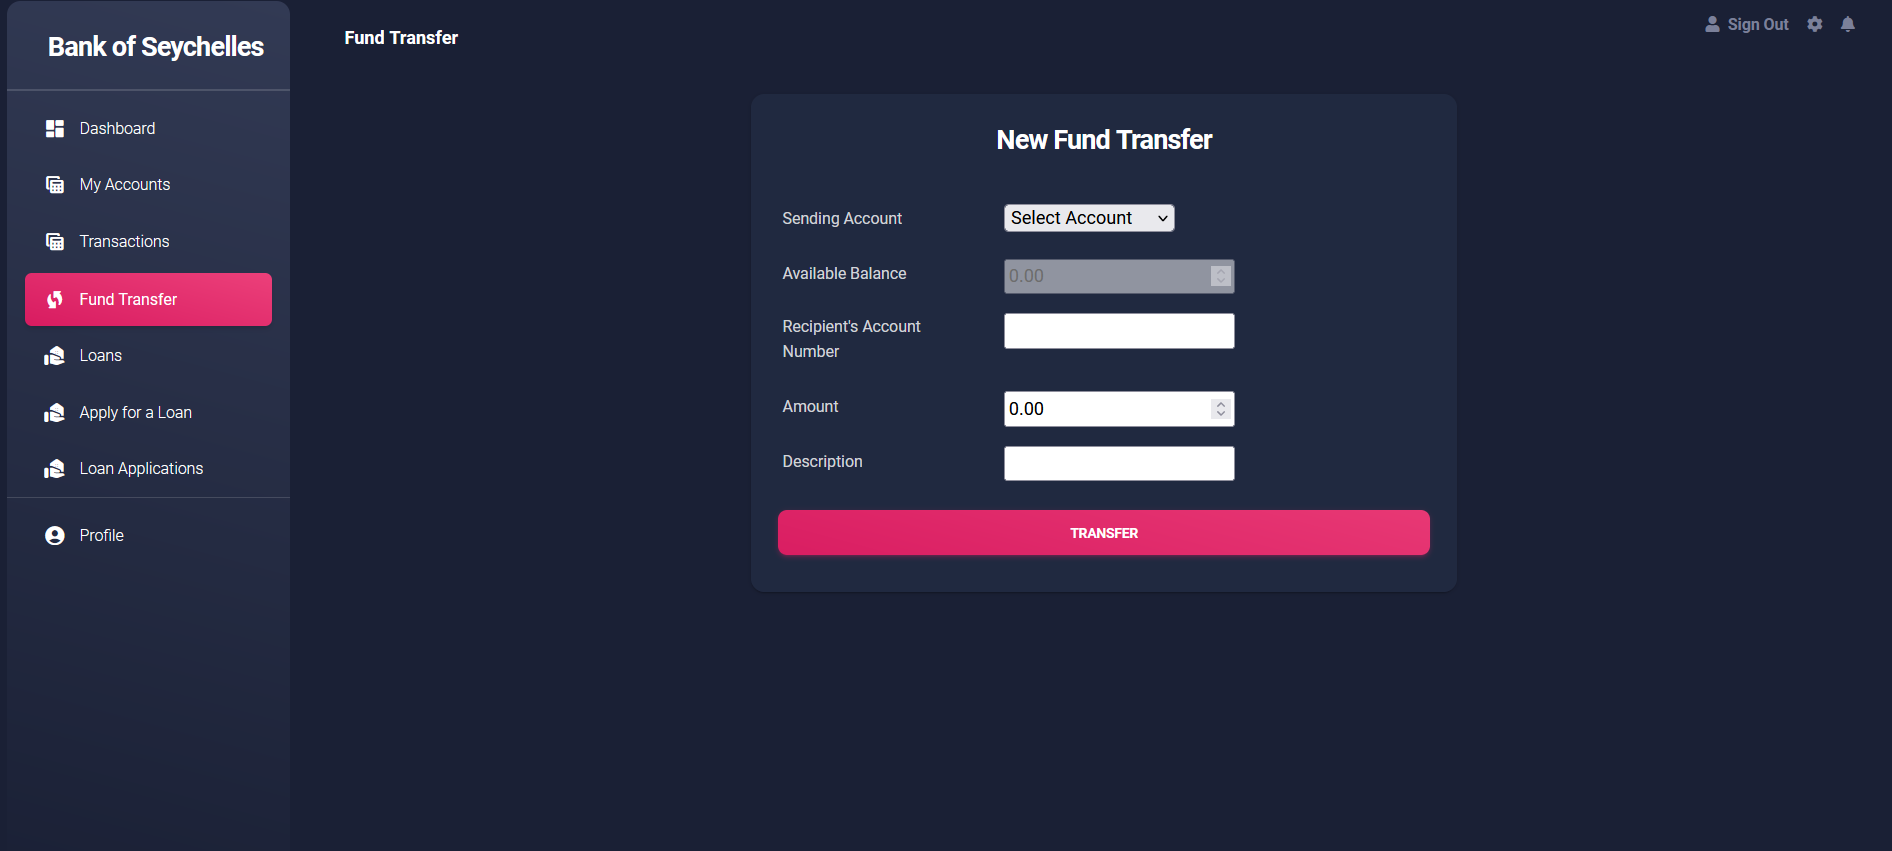 Bank of Seychelles
Dashboard
My Accounts
Transactions
Fund Transfer
Loans
Apply for a Loan
Loan Applications
Profile
Fund Transfer
Sign Out
New Fund Transfer
Sending Account
Select Account
Available Balance
0.00
Recipient's Account
Number
Amount
0.00
Description
TRANSFER